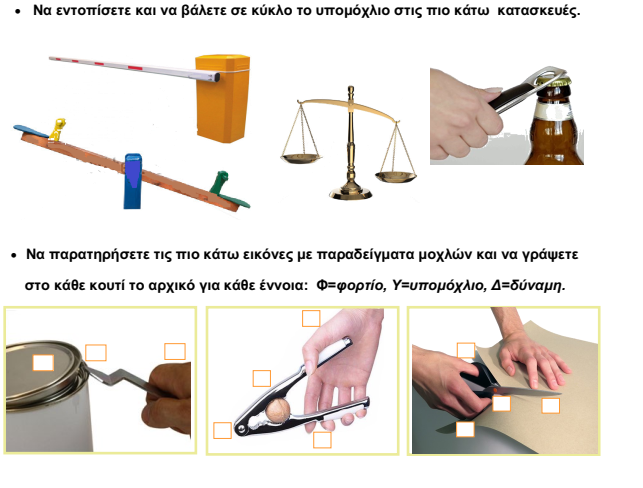 • Να εντοπίσετε και να βάλετε σε κύκλο το υπομόχλιο στις πιο κάτω κατασκευές.
• Να παρατηρήσετε τις πιο κάτω εικόνες με παραδείγματα μοχλών και να γράψετε
στο κάθε κουτί το αρχικό για κάθε έννοια: Φ=φορτίο, Υ=υπομόχλιο, Δ=δύναμη.